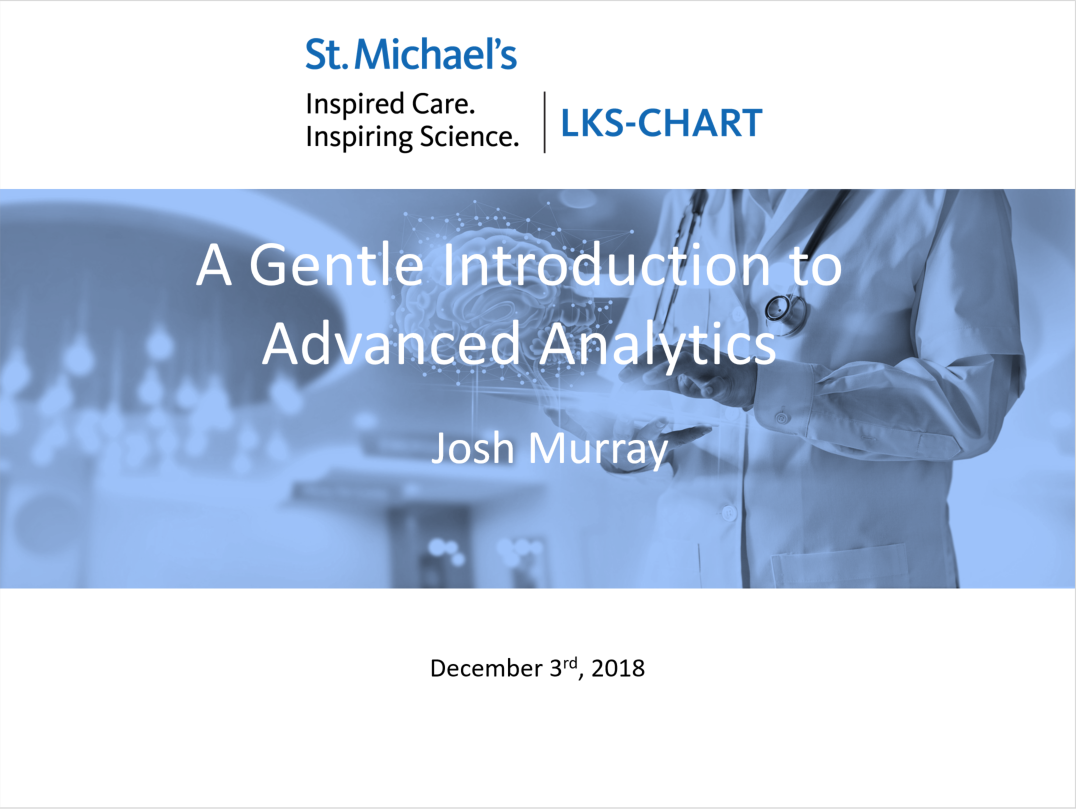 St. Michael's
Inspired Care.
Inspiring Science.
LKS-CHART
A Gentle Introduction to
Advanced Analytics
Josh Murray
December 3rd, 2018